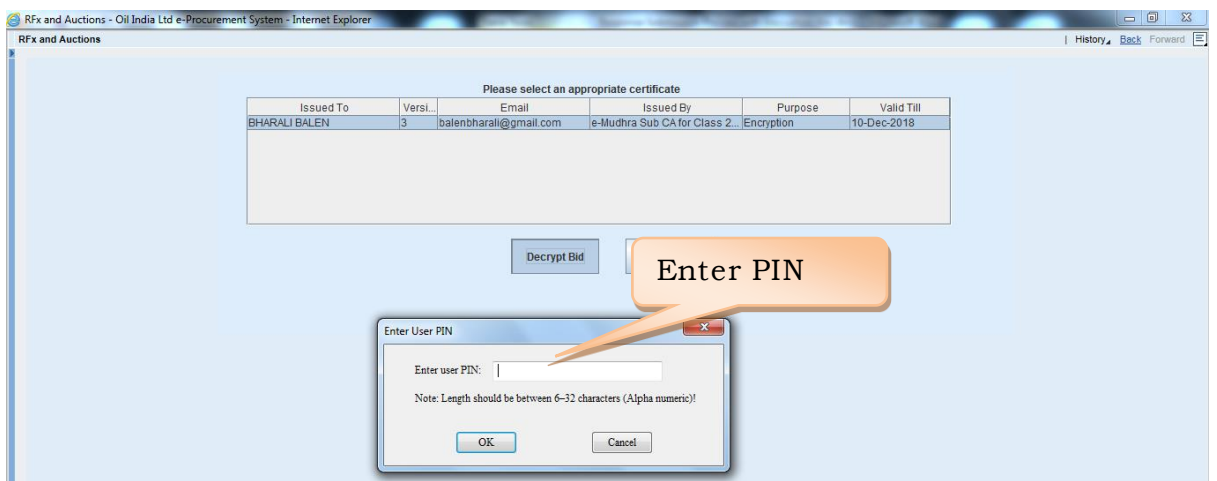 RFx and Auctions - Oil India Ltd e-Procurement System - Internet Explorer
RFx and Auctions | History Back Forward
Please select an appropriate certificate
Issued To Versi... Email Issued By Purpose Valid Till
BHARALI BALEN 3 balenbharali@gmail.com e-Mudhra Sub CA for Class 2... Encryption 10-Dec-2018
Decrypt Bid
Enter PIN
Enter User PIN
Enter user PIN:
Note: Length should be between 6–32 characters (Alpha numeric)!
OK Cancel